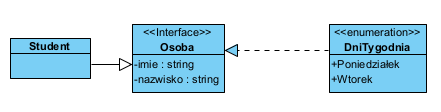 Student
<<Interface>>
Osoba
-imie : string
-nazwisko : string
<<enumeration>>
DniTygodnia
+Poniedziałek
+Wtorek